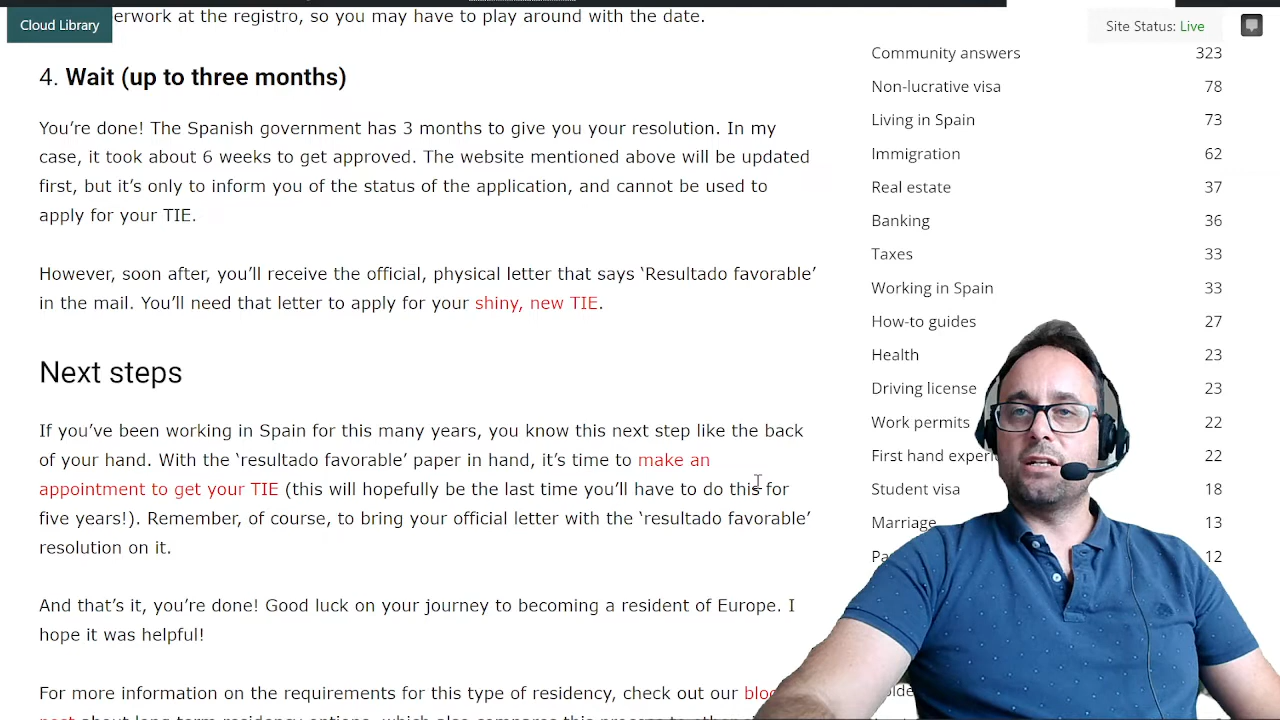 erwork at the registro, so you may have to play around with the date.
Cloud Library
Site Status: Live
4. Wait (up to three months)
You’re done! The Spanish government has 3 months to give you your resolution. In my
case, it took about 6 weeks to get approved. The website mentioned above will be updated
first, but it’s only to inform you of the status of the application, and cannot be used to
apply for your TIE.
However, soon after, you’ll receive the official, physical letter that says ‘Resultado favorable’
in the mail. You’ll need that letter to apply for your shiny, new TIE.
Next steps
If you’ve been working in Spain for this many years, you know this next step like the back
of your hand. With the ‘resultado favorable’ paper in hand, it’s time to make an
appointment to get your TIE (this will hopefully be the last time you’ll have to do this for
five years!). Remember, of course, to bring your official letter with the ‘resultado favorable’
resolution on it.
And that’s it, you’re done! Good luck on your journey to becoming a resident of Europe. I
hope it was helpful!
For more information on the requirements for this type of residency, check out our
Community answers 323
Non-lucrative visa 78
Living in Spain 73
Immigration 62
Real estate 37
Banking 36
Taxes 33
Working in Spain 33
How-to guides 27
Health 23
Driving license 23
Work permits 22
First hand 22
Student visa 18
Marriage 13
12